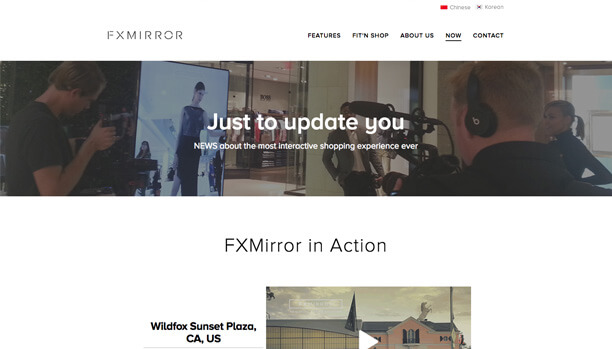 Chinese Korean
FXMIRROR
FEATURES FIT'N SHOP ABOUT US NOW CONTACT
Just to update you
NEWS about the most interactive shopping experience ever
FXMirror in Action
Wildfox Sunset Plaza,
CA, US